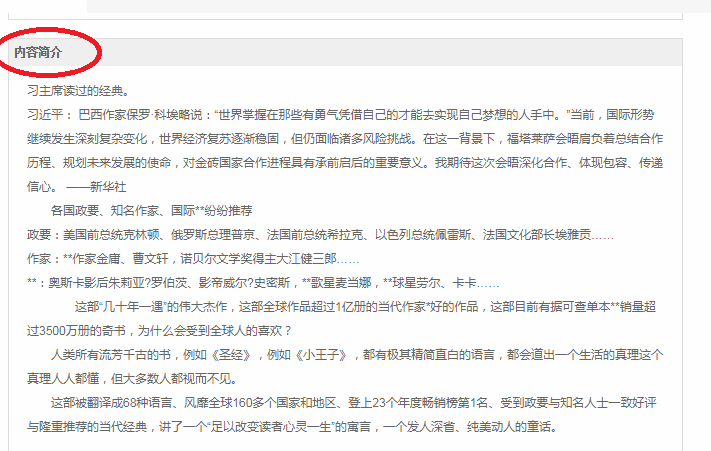 内容简介
习主席读过的经典。
习近平： 巴西作家保罗·科埃略说：“世界掌握在那些有勇气凭借自己的才能去实现自己梦想的人手中。”当前，国际形势
继续发生深刻复杂变化，世界经济复苏逐渐稳固，但仍面临诸多风险挑战。在这一背景下，福塔莱萨会晤肩负着总结合作
历程、规划未来发展的使命，对金砖国家合作进程具有承前启后的重要意义。我期待这次会晤深化合作、体现包容、传递
信心。 ——新华社
各国政要、知名作家、国际**纷纷推荐
政要：美国前总统克林顿、俄罗斯总理普京、法国前总统希拉克、以色列总统佩雷斯、法国文化部长埃雅贡……
作家：**作家金庸、曹文轩，诺贝尔文学奖得主大江健三郎……
**：奥斯卡影后朱莉亚?罗伯茨、影帝威尔?史密斯，**歌星麦当娜，**球星劳尔、卡卡……
这部“几十年一遇”的伟大杰作，这部全球作品超过1亿册的当代作家*好的作品，这部目前有据可查单本**销量超
过3500万册的奇书，为什么会受到全球人的喜欢？
人类所有流芳千古的书，例如《圣经》，例如《小王子》，都有极其精简直白的语言，都会道出一个生活的真理这个
真理人人都懂，但大多数人都视而不见。
这部被翻译成68种语言、风靡全球160多个国家和地区、登上23个年度畅销榜第1名、受到政要与知名人士一致好评
与隆重推荐的当代经典，讲了一个“足以改变读者心灵一生”的寓言，一个发人深省、纯美动人的童话。